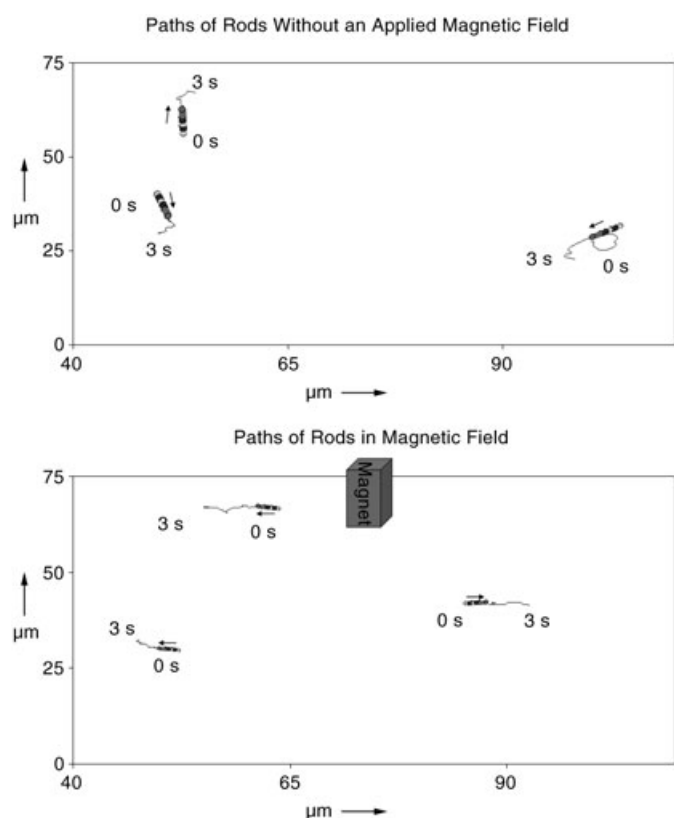 Paths of Rods Without an Applied Magnetic Field
75
3 s
0 s
50
µm
0 s
3 s
25
3 s
0 s
0
40
65
90
µm
Paths of Rods in Magnetic Field
75
Magnet
3 s
0 s
50
µm
0 s
3 s
3 s
0 s
25
0
40
65
90
µm